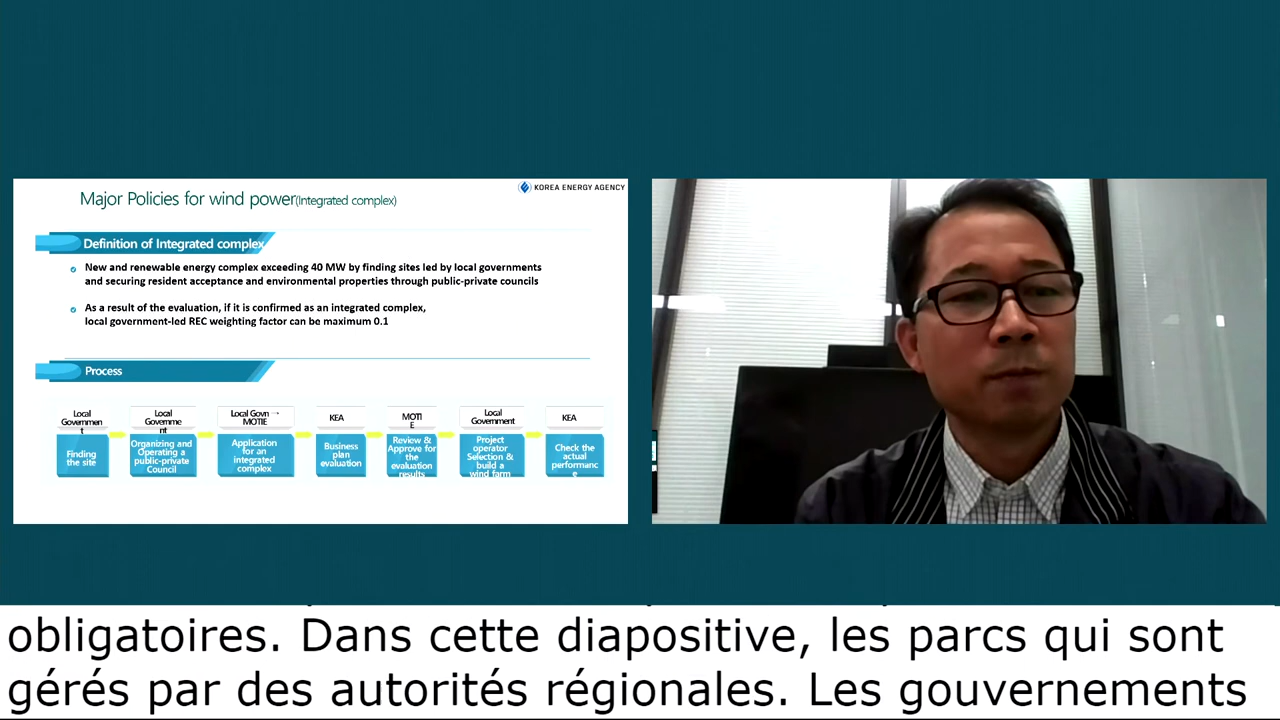 KOREA ENERGY AGENCY
Major Policies for wind power(Integrated complex)
Definition of Integrated complex
New and renewable energy complex exceeding 40 MW by finding sites led by local governments
and securing resident acceptance and environmental properties through public-private councils
As a result of the evaluation, if it is confirmed as an integrated complex,
local government-led REC weighting factor can be maximum 0.1
Process
Local
Governmen
t
Finding
the site
Local
Governme
nt
Organizing and
Operating a
public-private
Council
Local Govn →
MOTIE
Application
for an
integrated
complex
KEA
Business
plan
evaluation
MOTI
E
Review &
Approve for
the
evaluation
results
Local
Government
Project
operator
Selection &
build a
wind farm
KEA
Check the
actual
performanc
e
obligatoires. Dans cette diapositive, les parcs qui sont
gérés par des autorités régionales. Les gouvernements